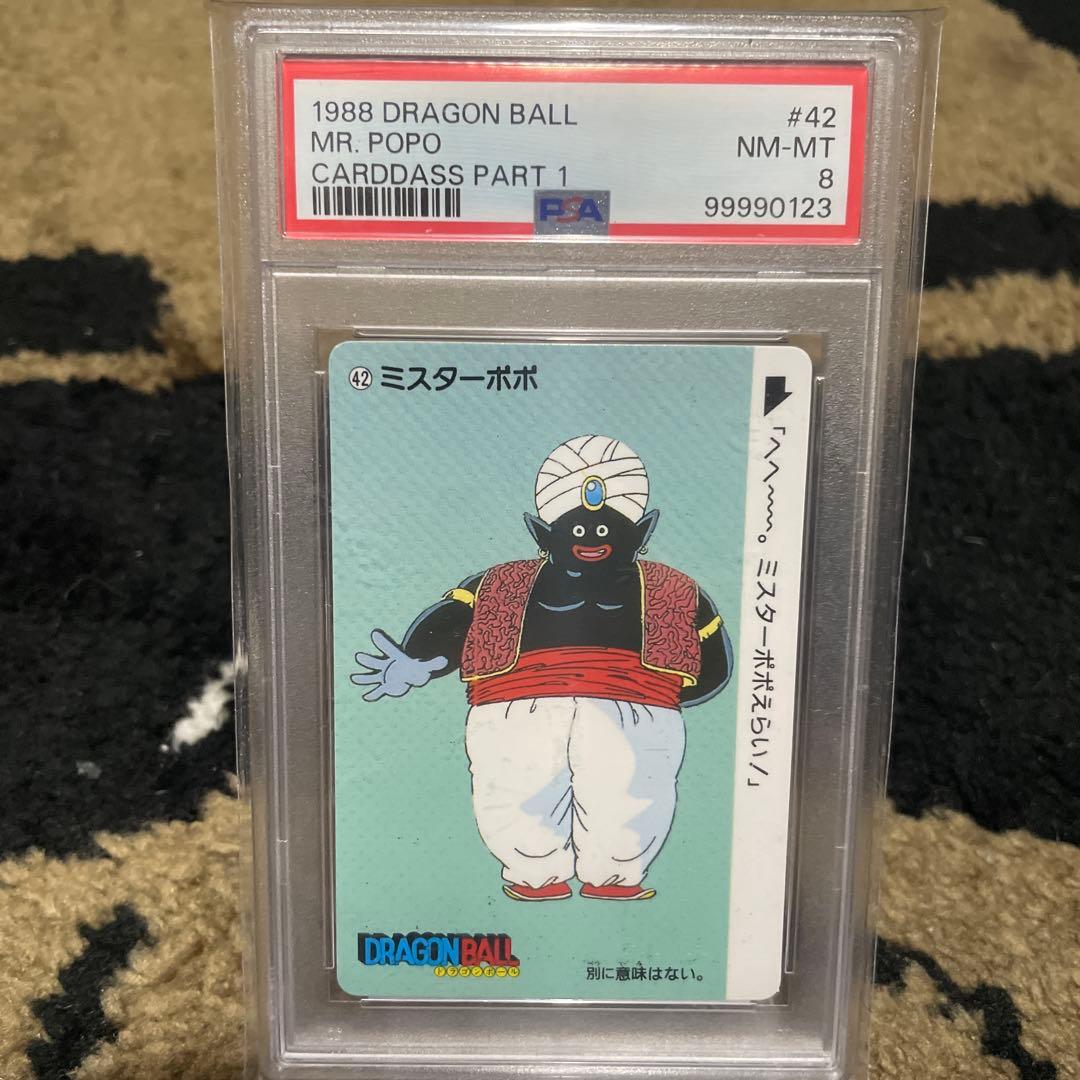 1988 DRAGON BALL #42
MR. POPO NM-MT
CARDDASS PART 1 8
PSA 99990123
㊷ ミスターポポ
「へへ〜〜。ミスターポポえらい!」
DRAGON BALL
ドラゴンボール
別に意味はない。